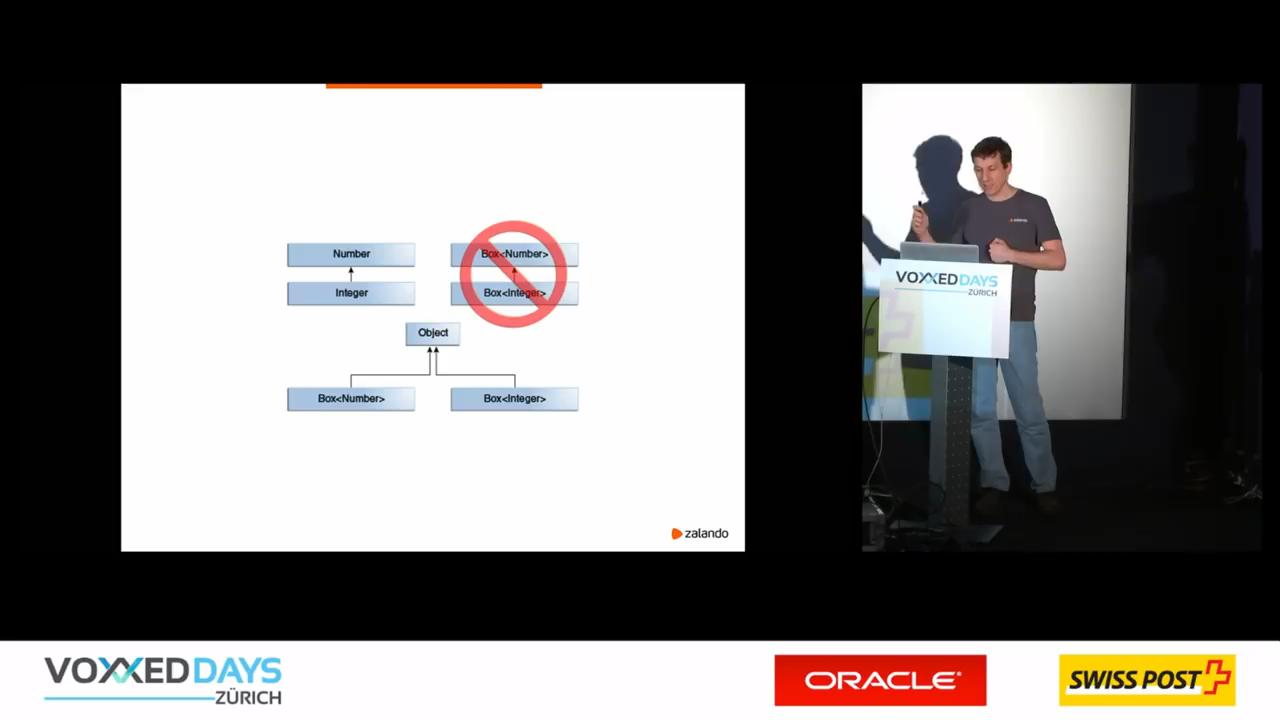 Number
Box<Number>
Integer
Box<Integer>
Object
Box<Number>
Box<Integer>
zalando
zalando
VOXXED DAYS
ZÜRICH
VOXXED DAYS
ZÜRICH
ORACLE®
SWISS POST